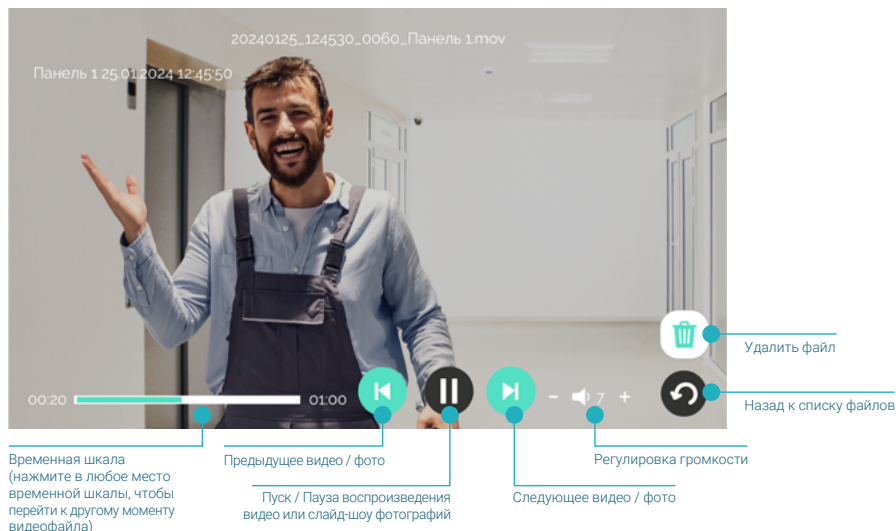 20240125_124530_0060_Панель 1.mov
Панель 1 25.01.2024 12:45:50
Удалить файл
00:20
01:00
– 7 +
Назад к списку файлов
Временная шкала
(нажмите в любое место
временной шкалы, чтобы
перейти к другому моменту
видеофайла)
Предыдущее видео / фото
Пуск / Пауза воспроизведения
видео или слайд-шоу фотографий
Следующее видео / фото
Регулировка громкости